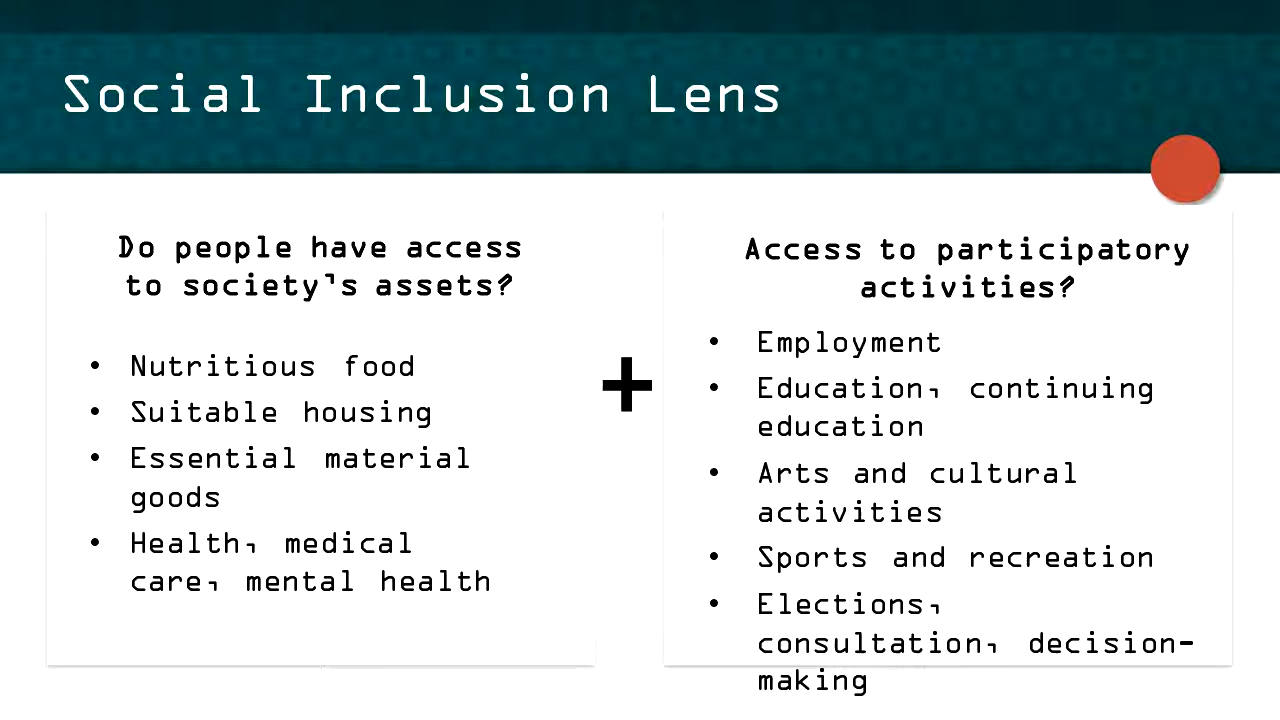 Social Inclusion Lens
Do people have access
to society's assets?
• Nutritious food
• Suitable housing
• Essential material
goods
• Health, medical
care, mental health
+
Access to participatory
activities?
• Employment
• Education, continuing
education
• Arts and cultural
activities
• Sports and recreation
• Elections,
consultation, decision-
making